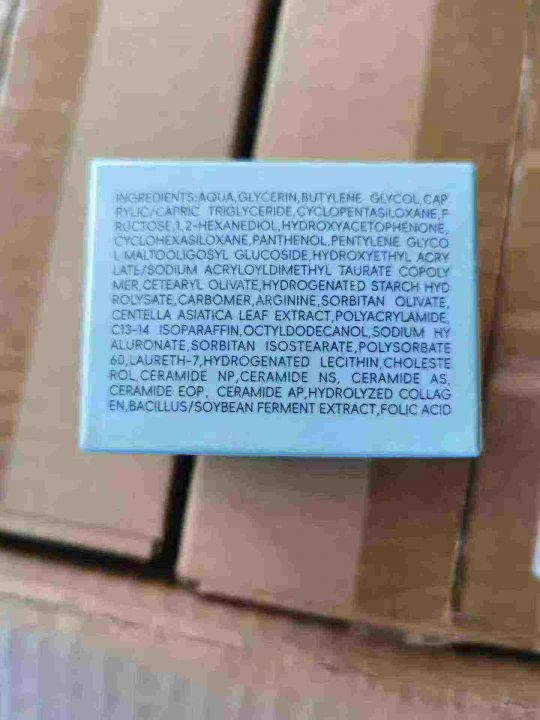 INGREDIENTS:AQUA,GLYCERIN,BUTYLENE GLYCOL,CAP
RYLIC/CAPRIC TRIGLYCERIDE,CYCLOPENTASILOXANE,F
RUCTOSE,1,2-HEXANEDIOL,HYDROXYACETOPHENONE,
CYCLOHEXASILOXANE,PANTHENOL,PENTYLENE GLYCO
L,MALTOOLIGOSYL GLUCOSIDE,HYDROXYETHYL ACRY
LATE/SODIUM ACRYLOYLDIMETHYL TAURATE COPOLY
MER,CETEARYL OLIVATE,HYDROGENATED STARCH HYD
ROLYSATE,CARBOMER,ARGININE,SORBITAN OLIVATE,
CENTELLA ASIATICA LEAF EXTRACT,POLYACRYLAMIDE,
C13-14 ISOPARAFFIN,OCTYLDODECANOL,SODIUM HY
ALURONATE,SORBITAN ISOSTEARATE,POLYSORBATE
60,LAURETH-7,HYDROGENATED LECITHIN,CHOLESTE
ROL,CERAMIDE NP,CERAMIDE NS, CERAMIDE AS,
CERAMIDE EOP, CERAMIDE AP,HYDROLYZED COLLAG
EN,BACILLUS/SOYBEAN FERMENT EXTRACT,FOLIC ACID